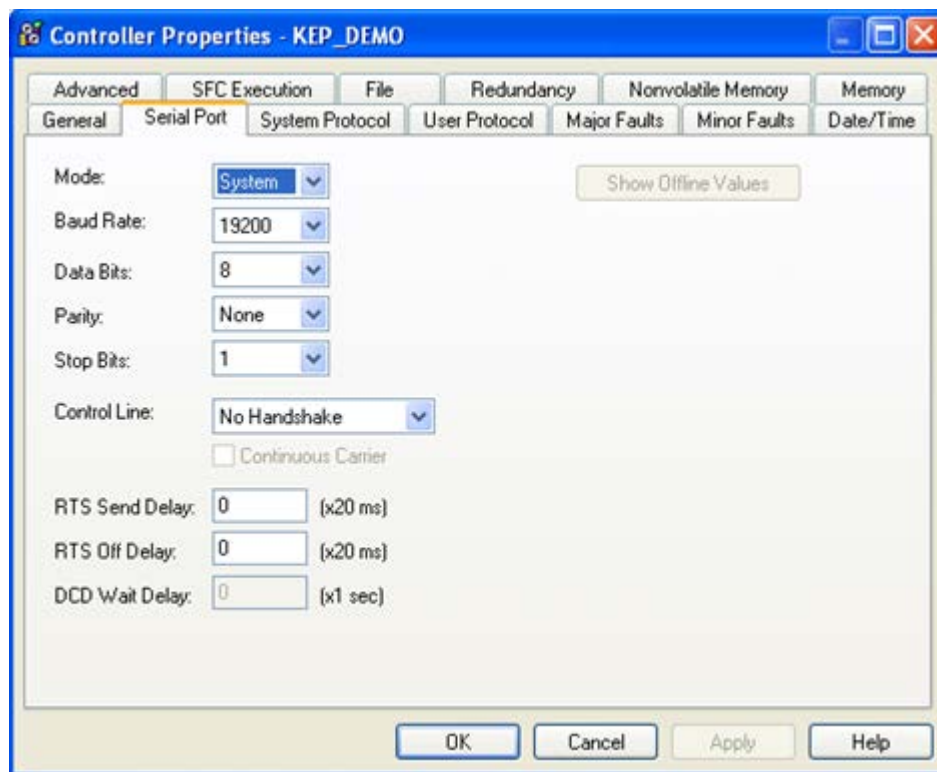 Controller Properties - KEP_DEMO
Advanced SFC Execution File Redundancy Nonvolatile Memory Memory
General Serial Port System Protocol User Protocol Major Faults Minor Faults Date/Time
Mode: System Show Offline Values
Baud Rate: 19200
Data Bits: 8
Parity: None
Stop Bits: 1
Control Line: No Handshake
Continuous Carrier
RTS Send Delay: 0 (x20 ms)
RTS Off Delay: 0 (x20 ms)
DCD Wait Delay: 0 (x1 sec)
OK Cancel Apply Help